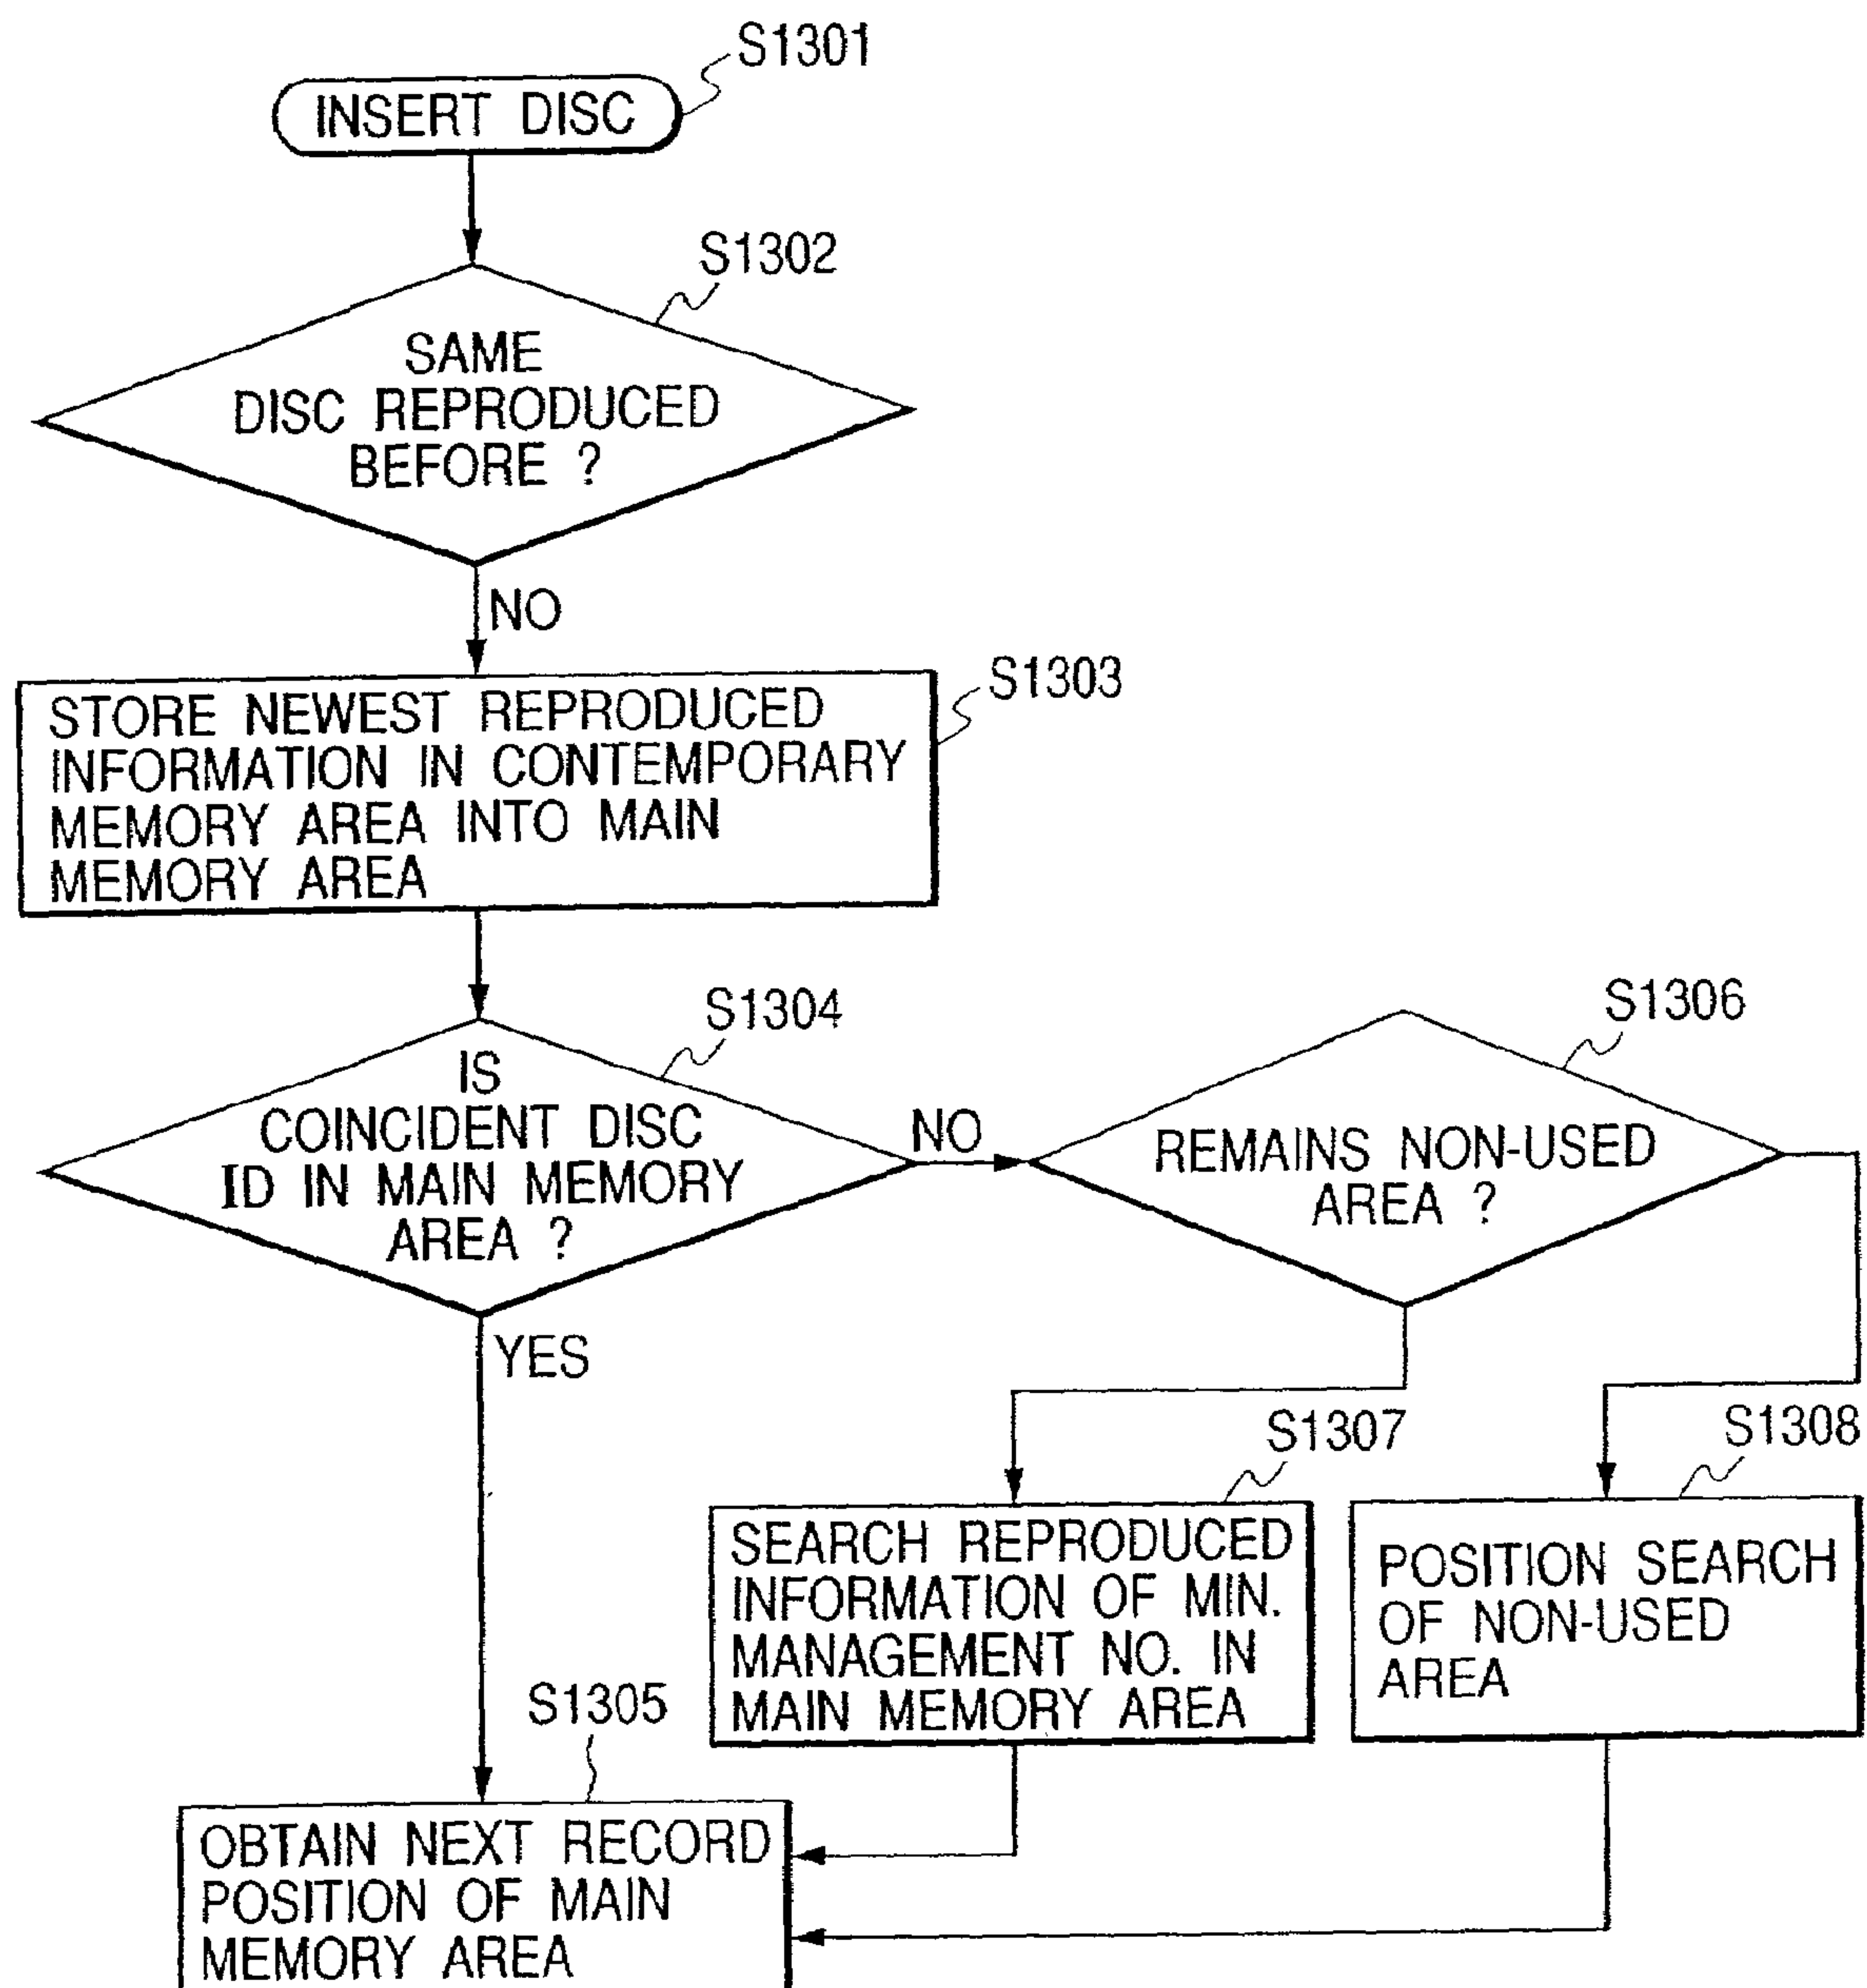 S1301
INSERT DISC
S1302
SAME
DISC REPRODUCED
BEFORE ?
NO
S1303
STORE NEWEST REPRODUCED
INFORMATION IN CONTEMPORARY
MEMORY AREA INTO MAIN
MEMORY AREA
S1304
IS
COINCIDENT DISC
ID IN MAIN MEMORY
AREA ?
NO
YES
S1306
REMAINS NON-USED
AREA ?
S1307
SEARCH REPRODUCED
INFORMATION OF MIN.
MANAGEMENT NO. IN
MAIN MEMORY AREA
S1308
POSITION SEARCH
OF NON-USED
AREA
S1305
OBTAIN NEXT RECORD
POSITION OF MAIN
MEMORY AREA